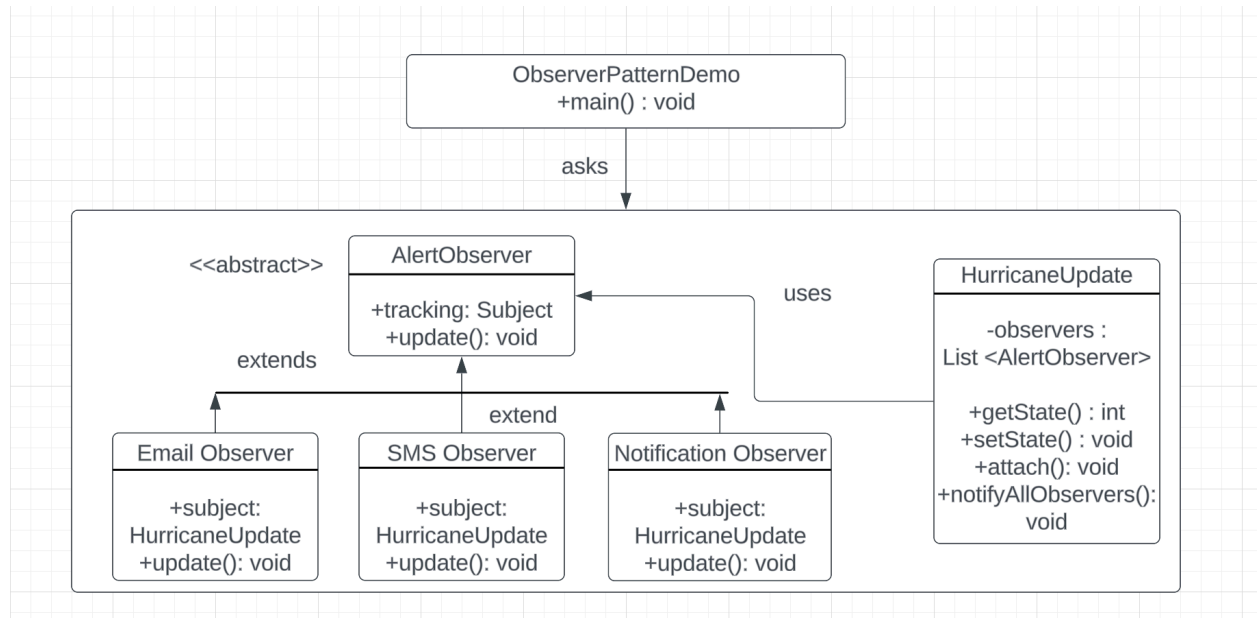 ObserverPatternDemo
+main() : void
asks
<<abstract>>
AlertObserver
+tracking: Subject
+update(): void
uses
HurricaneUpdate
-observers :
List <AlertObserver>
+getState() : int
+setState() : void
+attach(): void
+notifyAllObservers():
void
extends
extend
Email Observer
+subject:
HurricaneUpdate
+update(): void
SMS Observer
+subject:
HurricaneUpdate
+update(): void
Notification Observer
+subject:
HurricaneUpdate
+update(): void